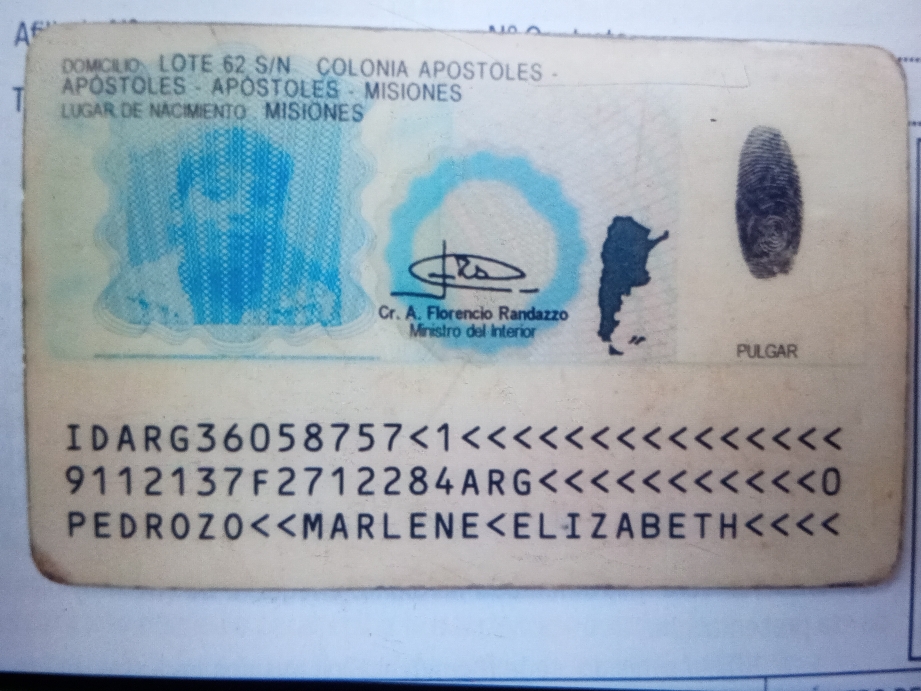 DOMICILIO: LOTE 62 S/N COLONIA APOSTOLES -
APOSTOLES - APOSTOLES - MISIONES
LUGAR DE NACIMIENTO: MISIONES
Cr. A. Florencio Randazzo
Ministro del Interior
PULGAR
IDARG36058757<1<<<<<<<<<<<<<<<
9112137F2712284ARG<<<<<<<<<<<0
PEDROZO<<MARLENE<ELIZABETH<<<<